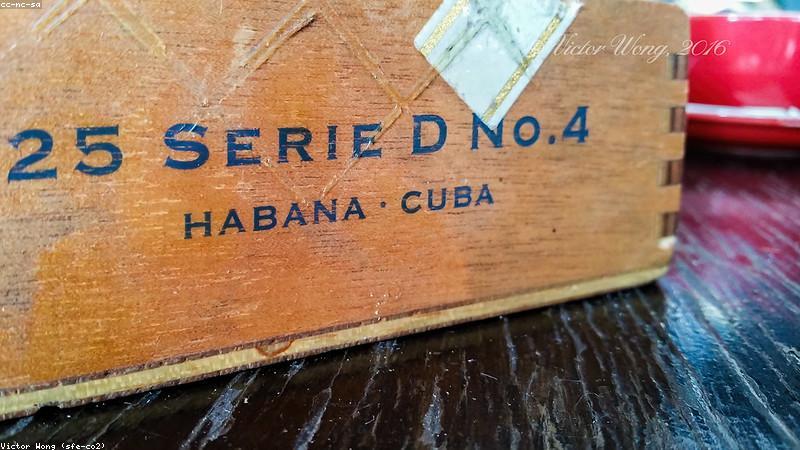 cc-nc-sa
Victor Wong, 2016
25 SERIE D No.4
HABANA · CUBA
Victor Wong (sfe-co2)